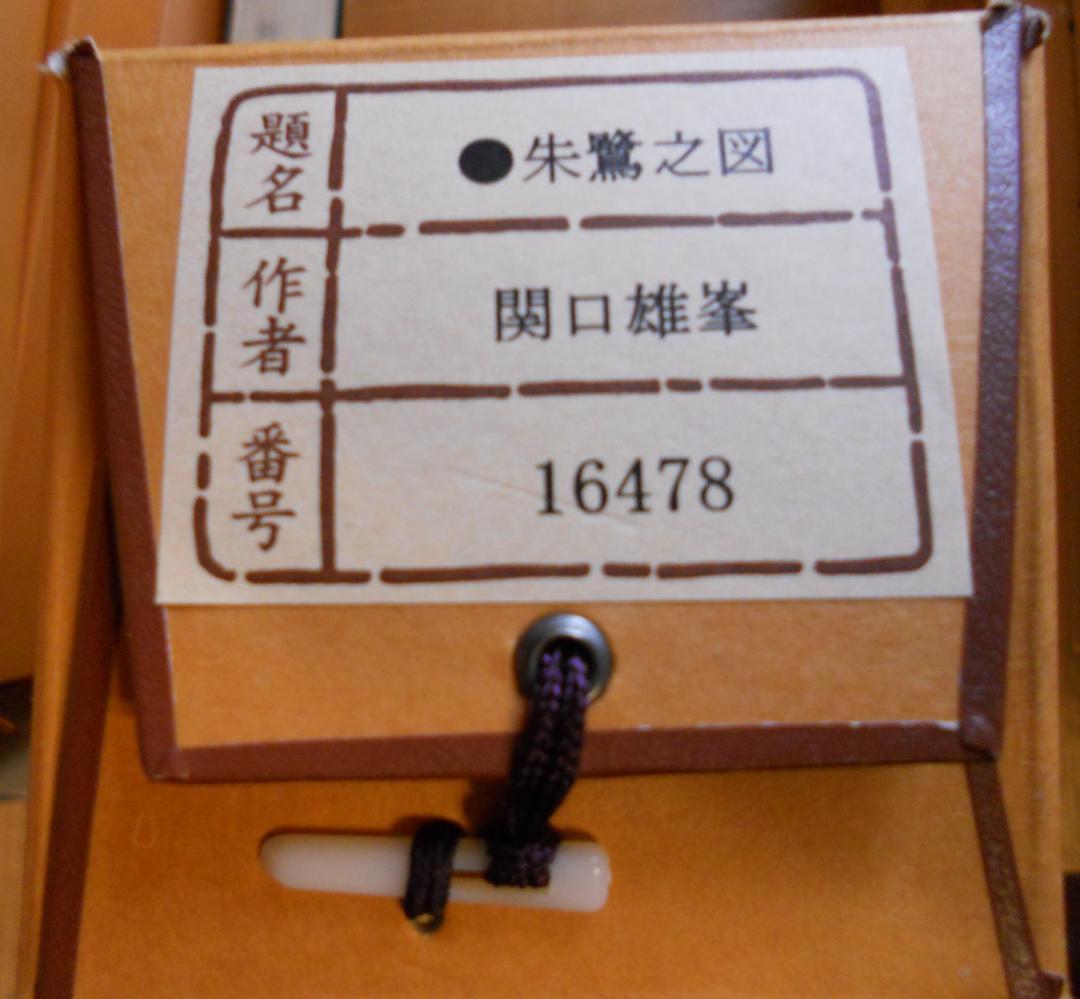 題名 ●朱鷺之図
作者 関口雄峯
番号 16478